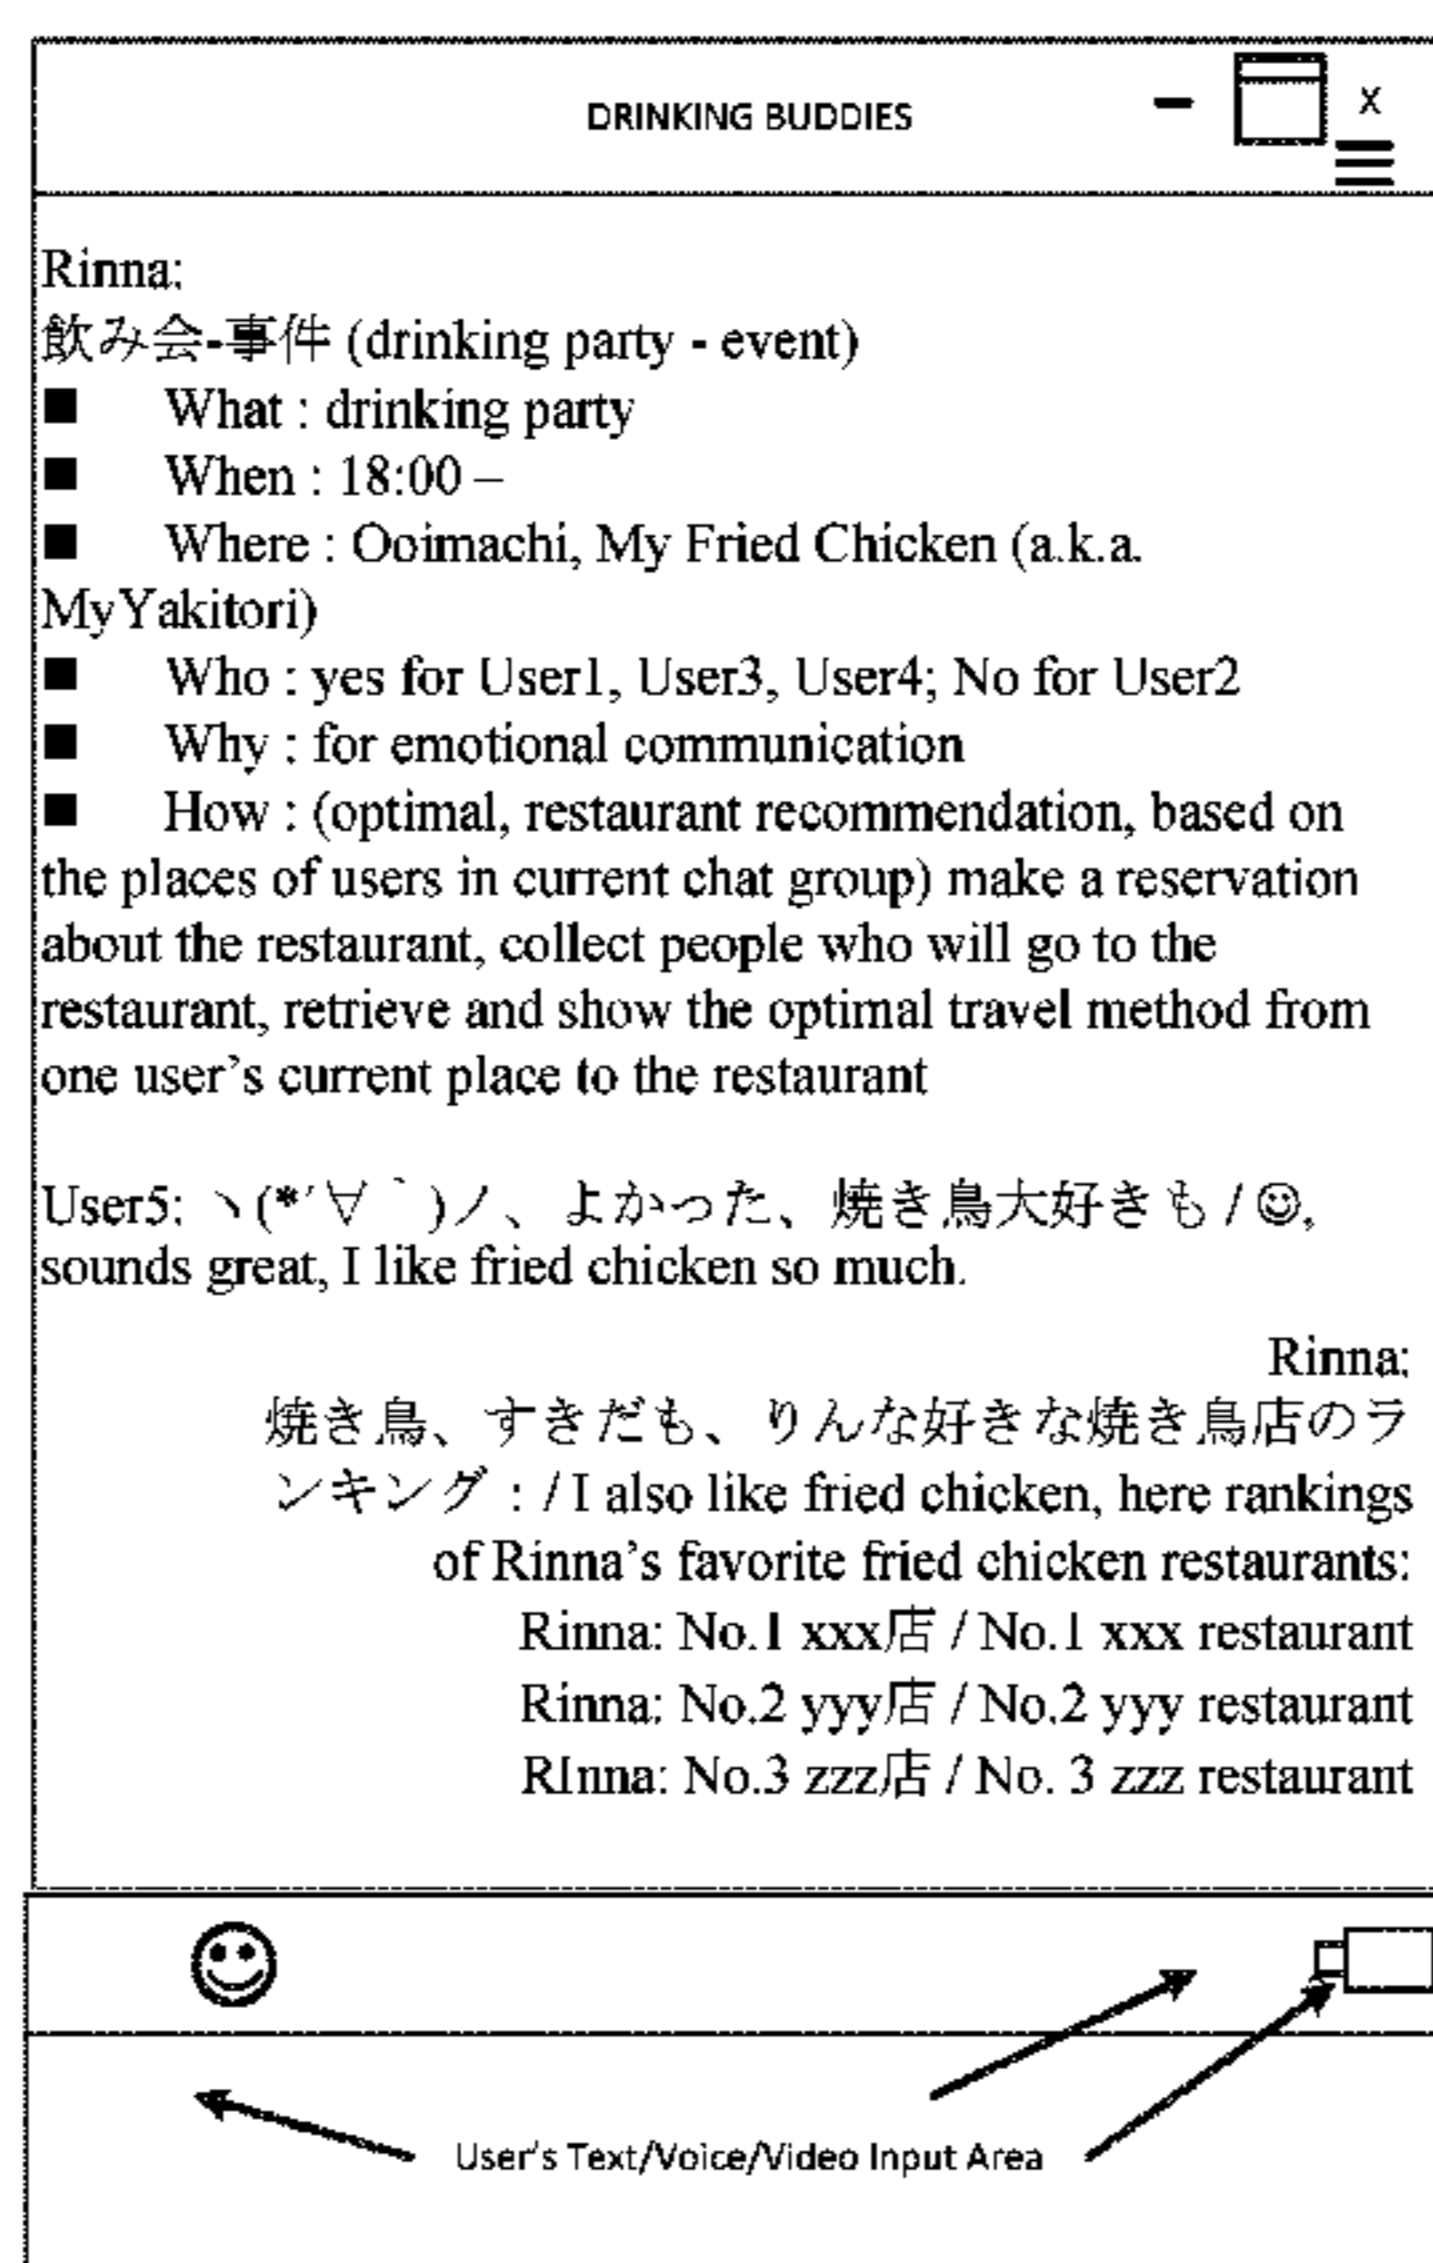 DRINKING BUDDIES
X
Rinna:
飲み会-事件 (drinking party - event)
■ What : drinking party
■ When : 18:00 –
■ Where : Ooimachi, My Fried Chicken (a.k.a.
MyYakitori)
■ Who : yes for User1, User3, User4; No for User2
■ Why : for emotional communication
■ How : (optimal, restaurant recommendation, based on
the places of users in current chat group) make a reservation
about the restaurant, collect people who will go to the
restaurant, retrieve and show the optimal travel method from
one user’s current place to the restaurant
User5: ヽ(*´∀｀)ノ、よかった、焼き鳥大好きも / ☺,
sounds great, I like fried chicken so much.
Rinna:
焼き鳥、すきだも、りんな好きな焼き鳥店のラ
ンキング : / I also like fried chicken, here rankings
of Rinna’s favorite fried chicken restaurants:
Rinna: No.1 xxx店 / No.1 xxx restaurant
Rinna: No.2 yyy店 / No.2 yyy restaurant
RInna: No.3 zzz店 / No. 3 zzz restaurant
User's Text/Voice/Video Input Area